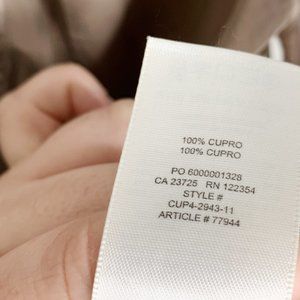 100% CUPRO
100% CUPRO
PO 6000001328
CA 23725 RN 122354
STYLE #
CUP4-2943-11
ARTICLE # 77944